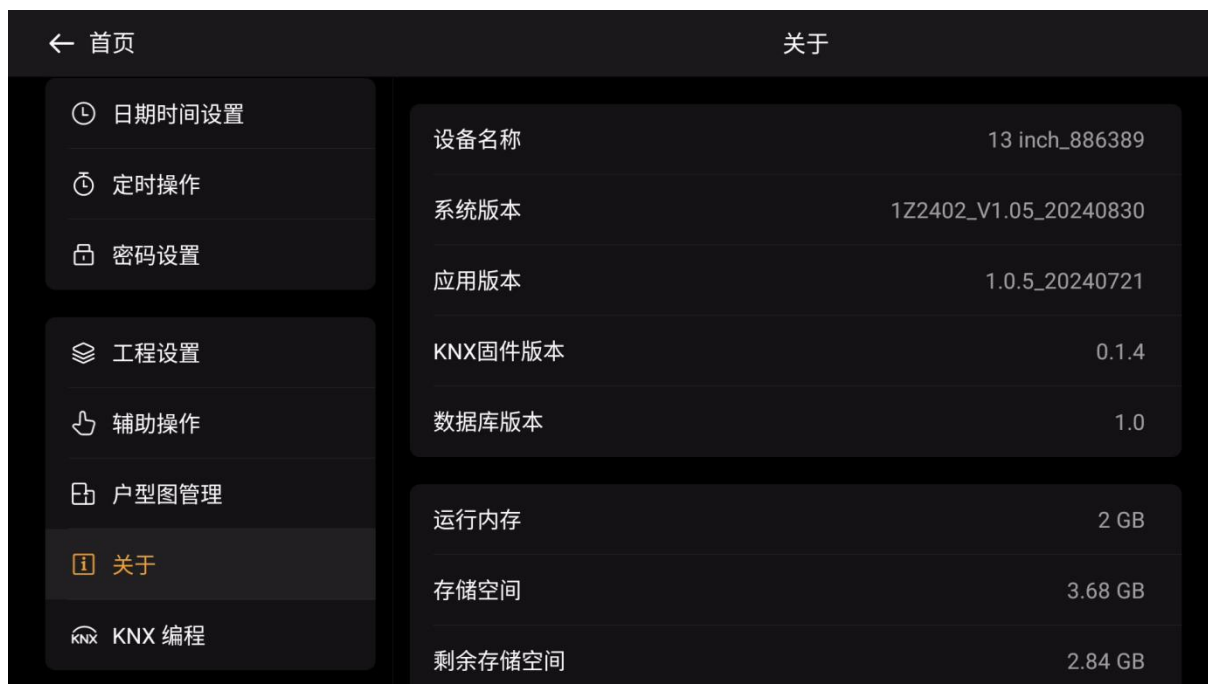 首页
关于
日期时间设置
定时操作
密码设置
工程设置
辅助操作
户型图管理
关于
KNX KNX 编程
设备名称 13 inch_886389
系统版本 1Z2402_V1.05_20240830
应用版本 1.0.5_20240721
KNX固件版本 0.1.4
数据库版本 1.0
运行内存 2 GB
存储空间 3.68 GB
剩余存储空间 2.84 GB